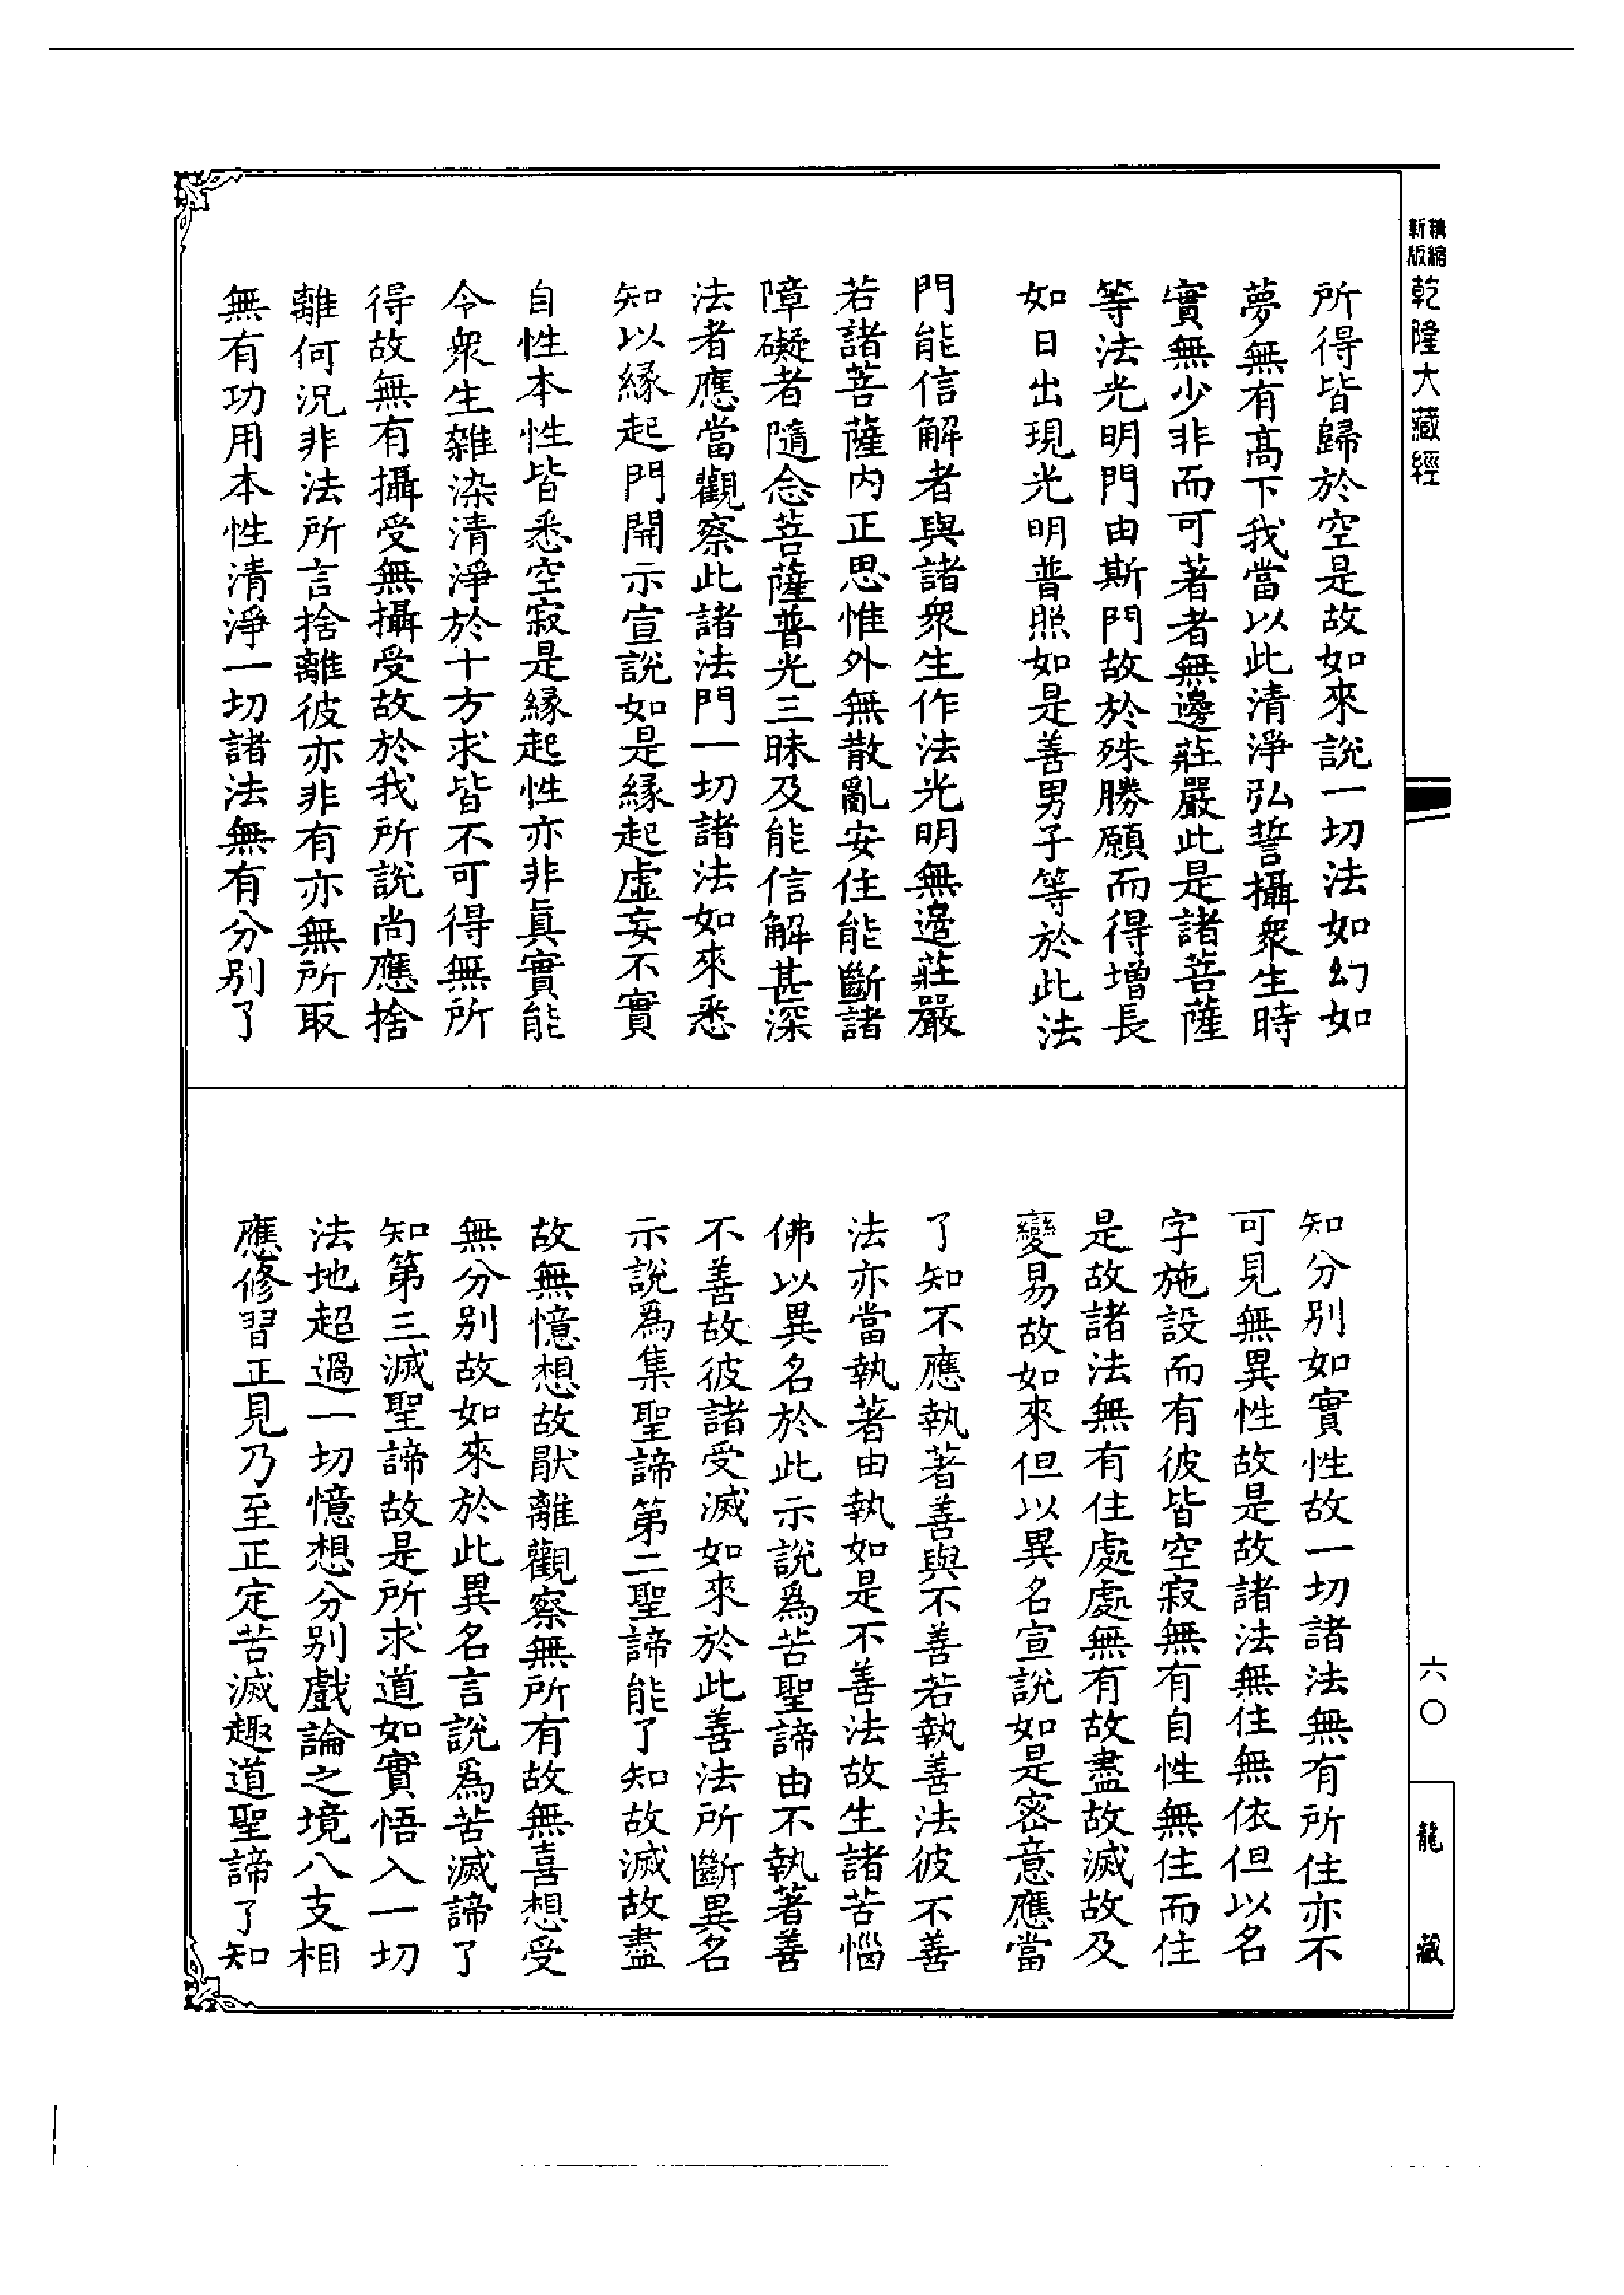 精縮新版乾隆大藏經
所得皆歸於空是故如來說一切法如幻如
夢無有高下我當以此清淨弘誓攝衆生時
實無少非而可著者無邊莊嚴此是諸菩薩
等法光明門由斯門故於殊勝願而得增長
如日出現光明普照如是善男子等於此法
門能信解者與諸衆生作法光明無邊莊嚴
若諸菩薩內正思惟外無散亂安住能斷諸
障礙者隨念菩薩普光三昧及能信解甚深
法者應當觀察此諸法門一切諸法如來悉
知以緣起門開示宣說如是緣起虛妄不實
自性本性皆悉空寂是緣起性亦非眞實能
令衆生雜染清淨於十方求皆不可得無所
得故無有攝受無攝受故於我所說尚應捨
離何況非法所言捨離彼亦非有亦無所取
無有功用本性清淨一切諸法無有分別了
知分別如實性故一切諸法無有所住亦不
可見無異性故是故諸法無住無依但以名
字施設而有彼皆空寂無有自性無住而住
是故諸法無有住處處無有故盡故滅故及
變易故如來但以異名宣說如是密意應當
了知不應執著善與不善若執善法彼不善
法亦當執著由執如是不善法故生諸苦惱
佛以異名於此示說爲苦聖諦由不執著善
不善故彼諸受滅如來於此善法所斷異名
示說爲集聖諦第二聖諦能了知故滅故盡
故無憶想故猒離觀察無所有故無喜想受
無分別故如來於此異名言說爲苦滅諦了
知第三滅聖諦故是所求道如實悟入一切
法地超過一切憶想分別戲論之境八支相
應修習正見乃至正定苦滅趣道聖諦了知
六〇
龍藏